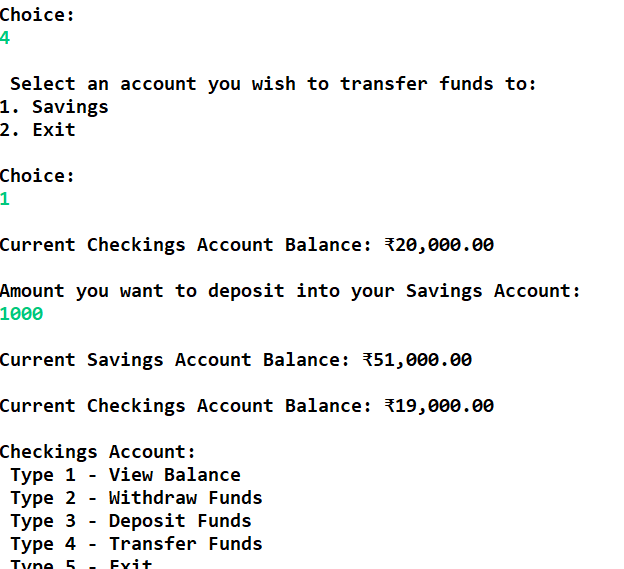 Choice:
4
Select an account you wish to transfer funds to:
1. Savings
2. Exit
Choice:
1
Current Checkings Account Balance: ₹20,000.00
Amount you want to deposit into your Savings Account:
1000
Current Savings Account Balance: ₹51,000.00
Current Checkings Account Balance: ₹19,000.00
Checkings Account:
Type 1 - View Balance
Type 2 - Withdraw Funds
Type 3 - Deposit Funds
Type 4 - Transfer Funds
Type 5 - Exit